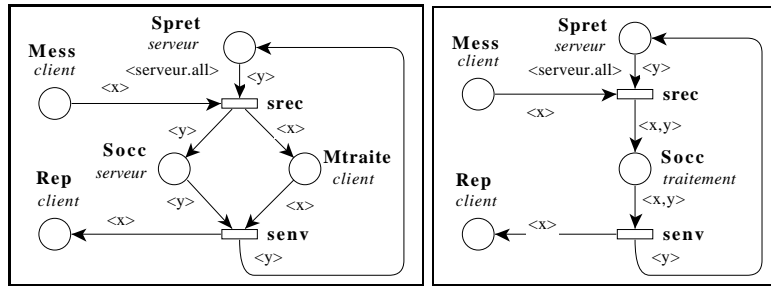 Spret
serveur
Mess
client
<serveur.all>
<x>
<y>
srec
<y>
<x>
Socc
serveur
Mtraite
client
Rep
client
<y>
<x>
<x>
senv
<y>
Spret
serveur
Mess
client
<serveur.all>
<y>
<x>
srec
<x,y>
Socc
traitement
Rep
client
<x,y>
<x>
senv
<y>